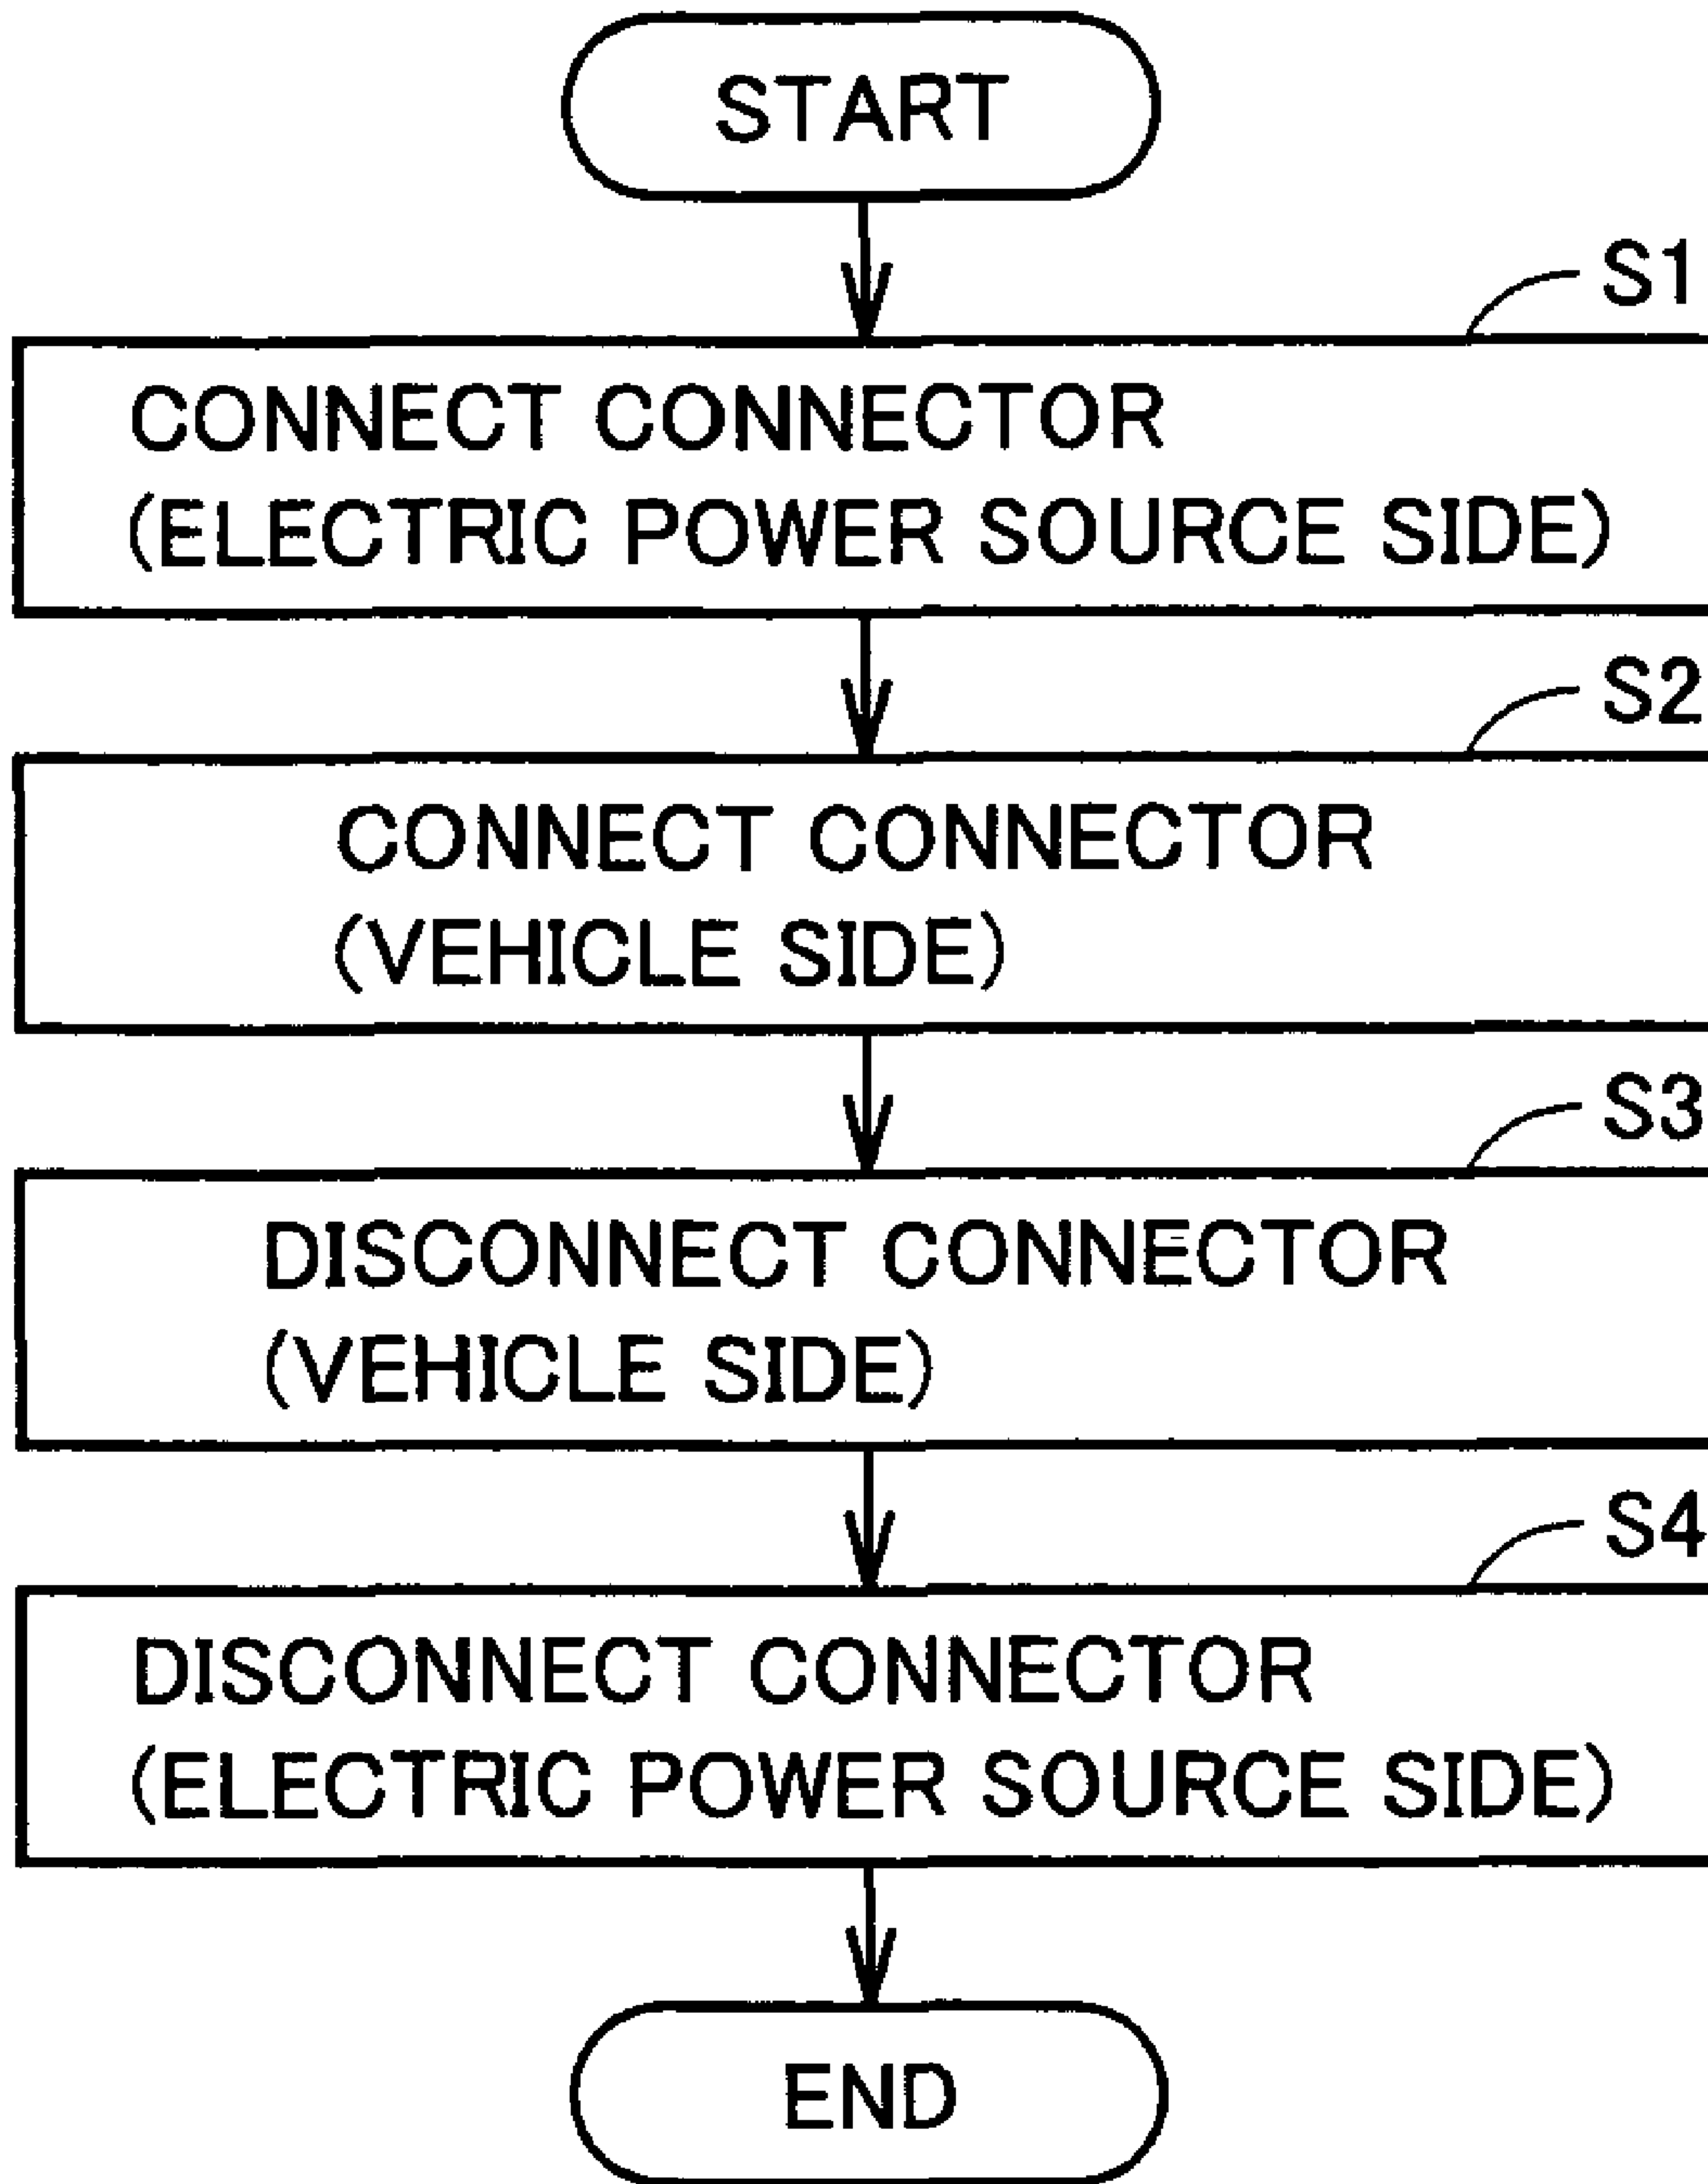 START
S1
CONNECT CONNECTOR
(ELECTRIC POWER SOURCE SIDE)
S2
CONNECT CONNECTOR
(VEHICLE SIDE)
S3
DISCONNECT CONNECTOR
(VEHICLE SIDE)
S4
DISCONNECT CONNECTOR
(ELECTRIC POWER SOURCE SIDE)
END